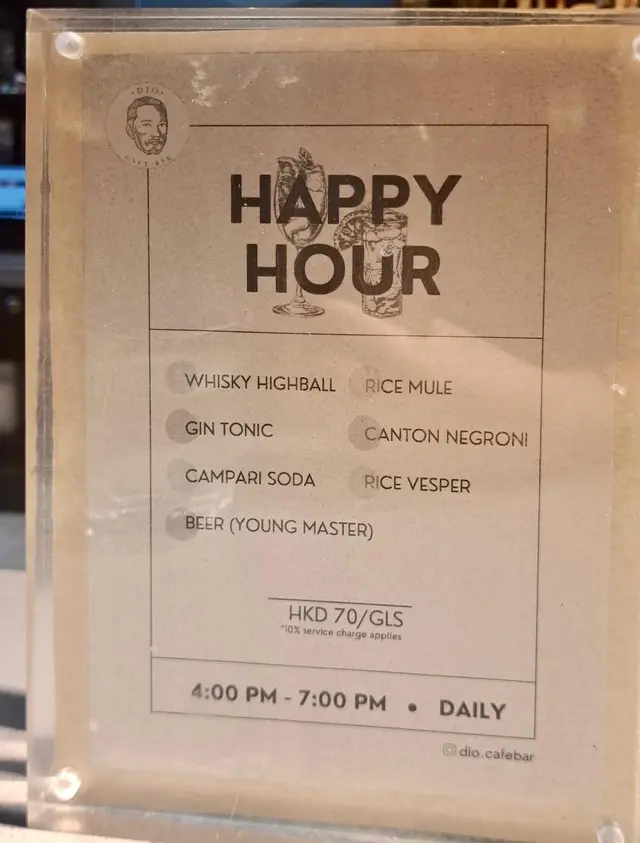 • DIO •
CAFE-BAR
HAPPY
HOUR
WHISKY HIGHBALL
GIN TONIC
CAMPARI SODA
BEER (YOUNG MASTER)
RICE MULE
CANTON NEGRONI
RICE VESPER
HKD 70/GLS
*10% service charge applies
4:00 PM - 7:00 PM • DAILY
dio.cafebar